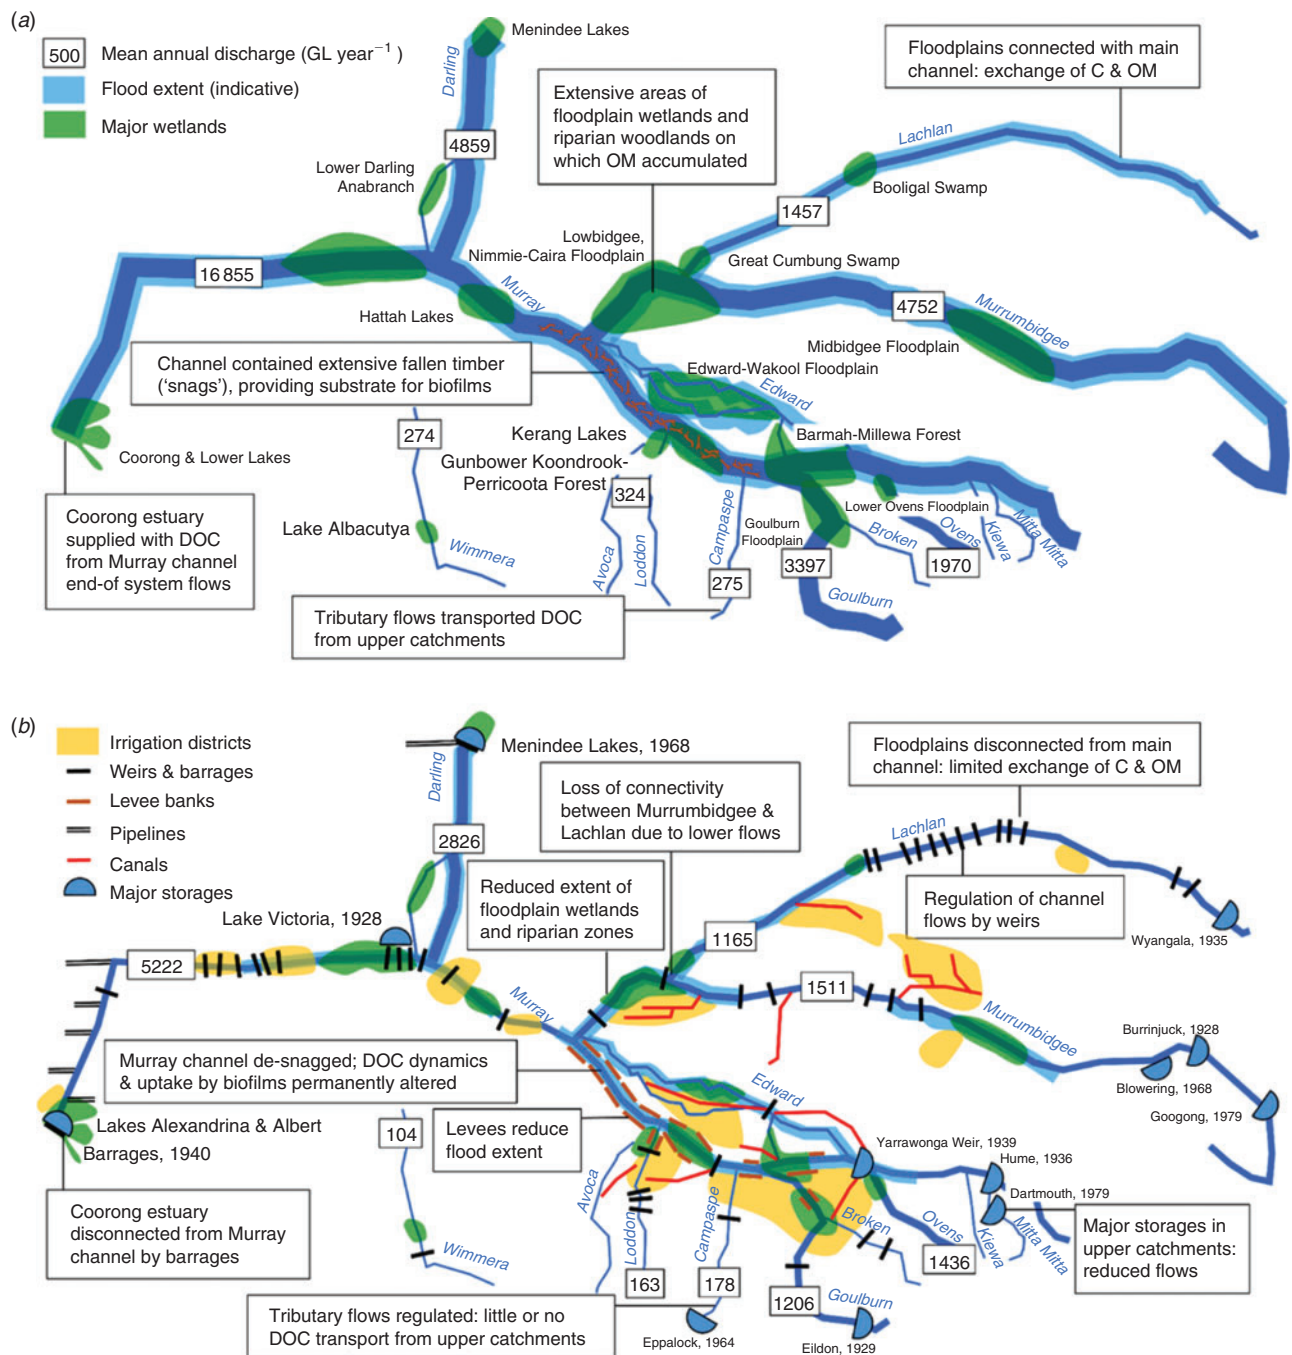 (a)
500
Mean annual discharge (GL year⁻¹)
Flood extent (indicative)
Major wetlands
Menindee Lakes
Darling
4859
Lower Darling
Anabranch
Extensive areas of
floodplain wetlands and
riparian woodlands on
which OM accumulated
Floodplains connected with main
channel: exchange of C & OM
Lachlan
Booligal Swamp
1457
Lowbidgee,
Nimmie-Caira Floodplain
Great Cumbung Swamp
16 855
Murray
4752
Murrumbidgee
Hattah Lakes
Midbidgee Floodplain
Channel contained extensive fallen timber
('snags'), providing substrate for biofilms
Edward-Wakool Floodplain
Edward
274
Kerang Lakes
Barmah-Millewa Forest
Coorong & Lower Lakes
Gunbower Koondrook-
Perricoota Forest
324
Coorong estuary
supplied with DOC
from Murray channel
end-of system flows
Lake Albacutya
Wimmera
Avoca
Loddon
Campaspe
275
Goulburn
Floodplain
3397
Lower Ovens Floodplain
Broken
Ovens
1970
Kiewa
Mitta Mitta
Goulburn
Tributary flows transported DOC
from upper catchments
(b)
Irrigation districts
Weirs & barrages
Levee banks
Pipelines
Canals
Major storages
Menindee Lakes, 1968
Darling
2826
Loss of connectivity
between Murrumbidgee &
Lachlan due to lower flows
Floodplains disconnected from main
channel: limited exchange of C & OM
Lachlan
Reduced extent of
floodplain wetlands
and riparian zones
Regulation of channel
flows by weirs
Lake Victoria, 1928
Wyangala, 1935
1165
5222
1511
Murray
Murrumbidgee
Burrinjuck, 1928
Blowering, 1968
Googong, 1979
Murray channel de-snagged; DOC dynamics
& uptake by biofilms permanently altered
Edward
Lakes Alexandrina & Albert
Barrages, 1940
104
Levees reduce
flood extent
Yarrawonga Weir, 1939
Hume, 1936
Dartmouth, 1979
Coorong estuary
disconnected from Murray
channel by barrages
Wimmera
Avoca
Loddon
163
Campaspe
178
Broken
Ovens
1436
Kiewa
Mitta Mitta
Major storages in
upper catchments:
reduced flows
1206
Goulburn
Tributary flows regulated: little or no
DOC transport from upper catchments
Eppalock, 1964
Eildon, 1929